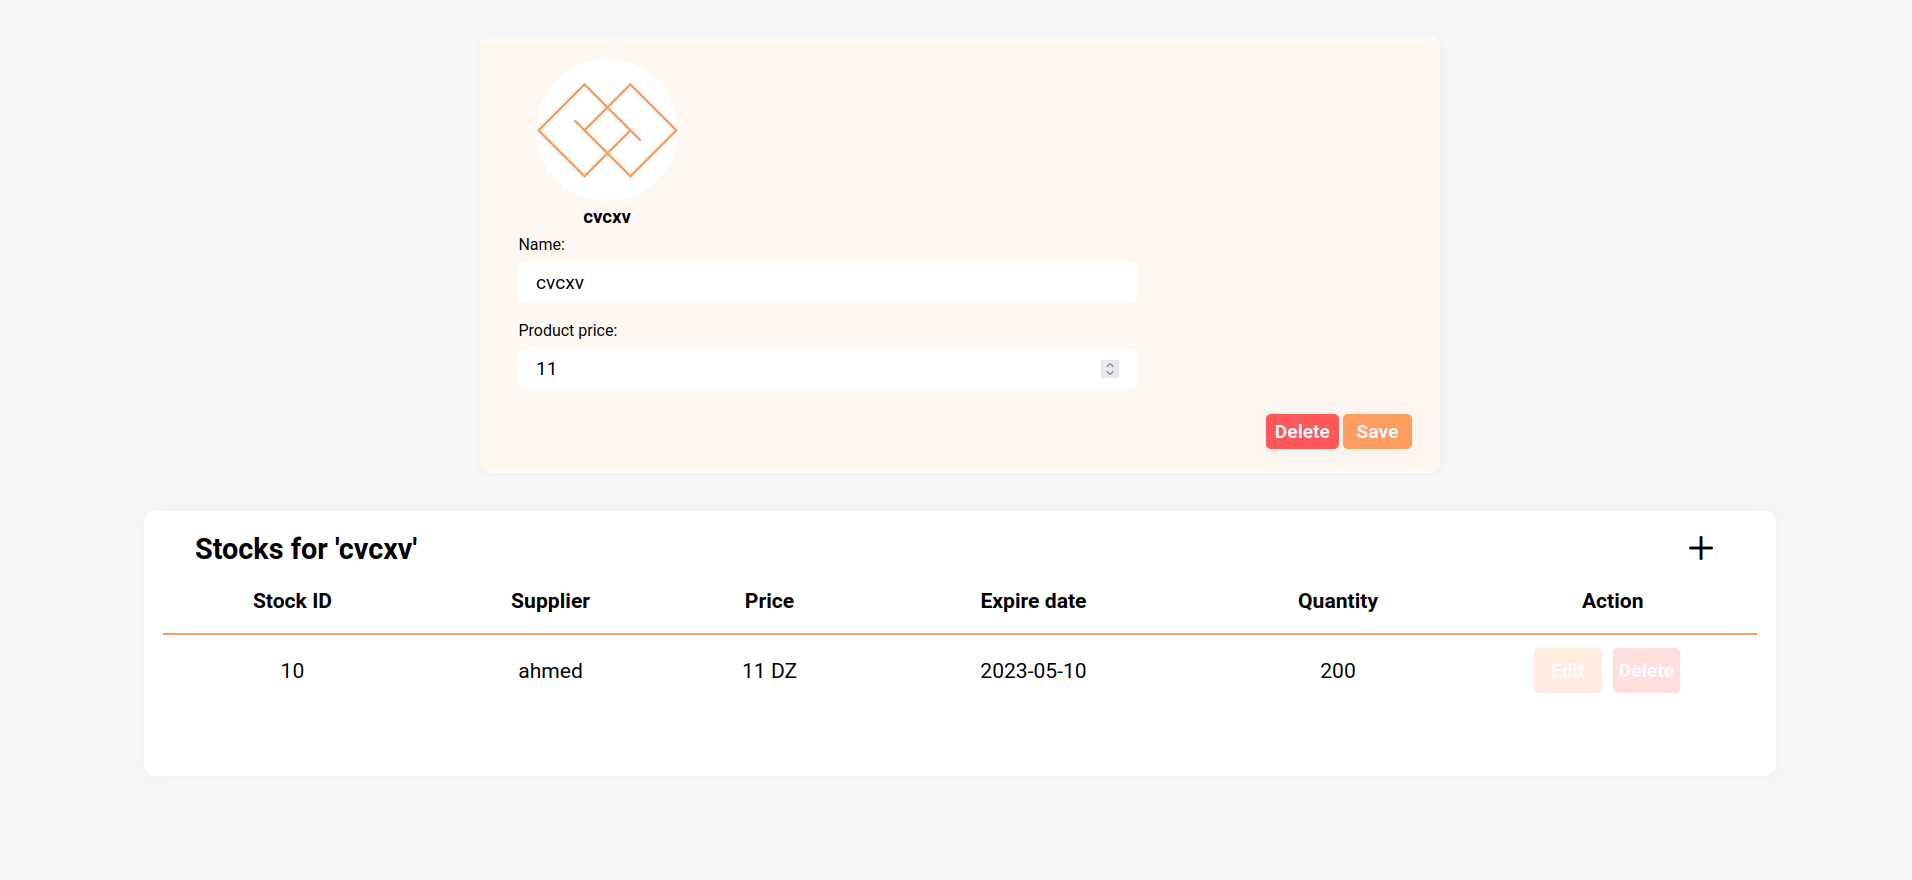 cvcxv
Name:
cvcxv
Product price:
11
Delete Save
Stocks for 'cvcxv'
Stock ID Supplier Price Expire date Quantity Action
10 ahmed 11 DZ 2023-05-10 200 Edit Delete